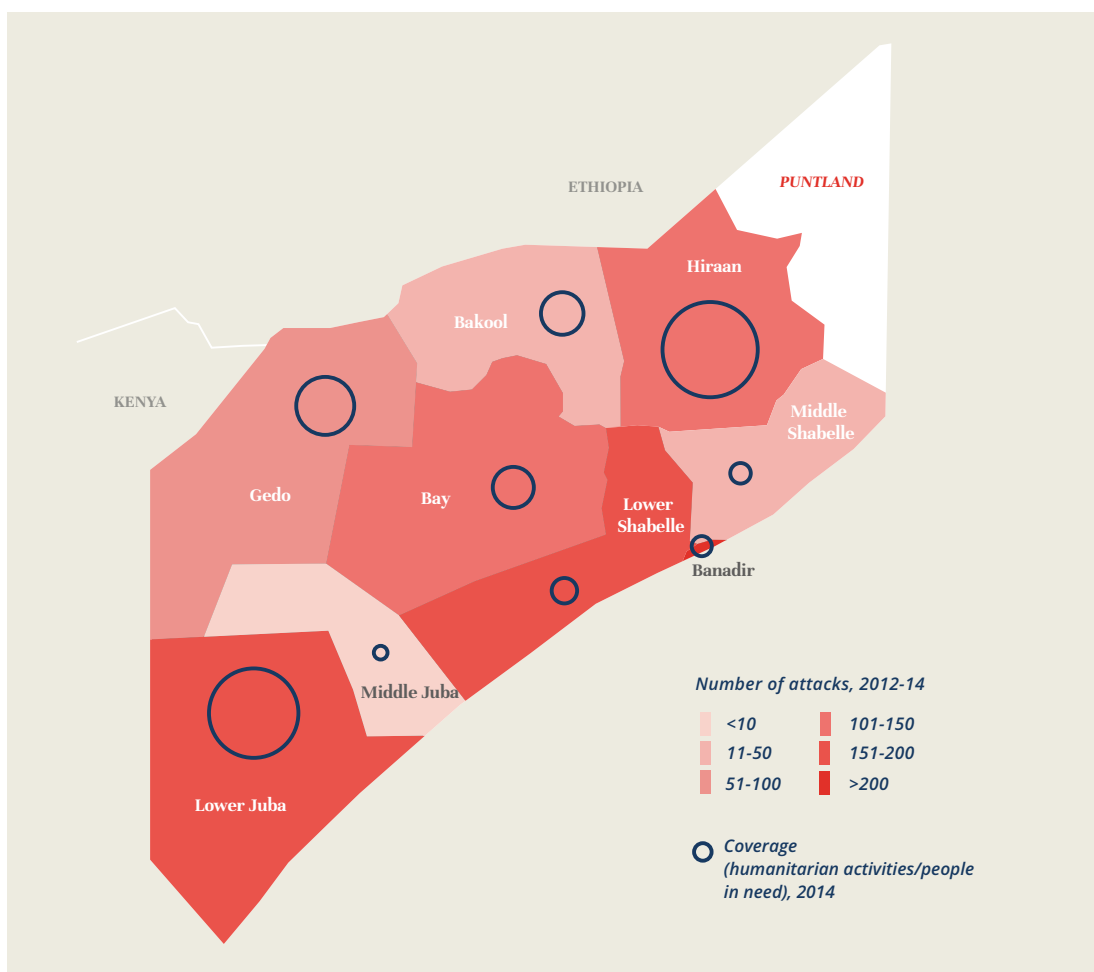 ETHIOPIA
PUNTLAND
Hiraan
Bakool
KENYA
Middle
Shabelle
Gedo
Bay
Lower
Shabelle
Banadir
Middle Juba
Lower Juba
Number of attacks, 2012-14
<10
101-150
11-50
151-200
51-100
>200
Coverage
(humanitarian activities/people
in need), 2014